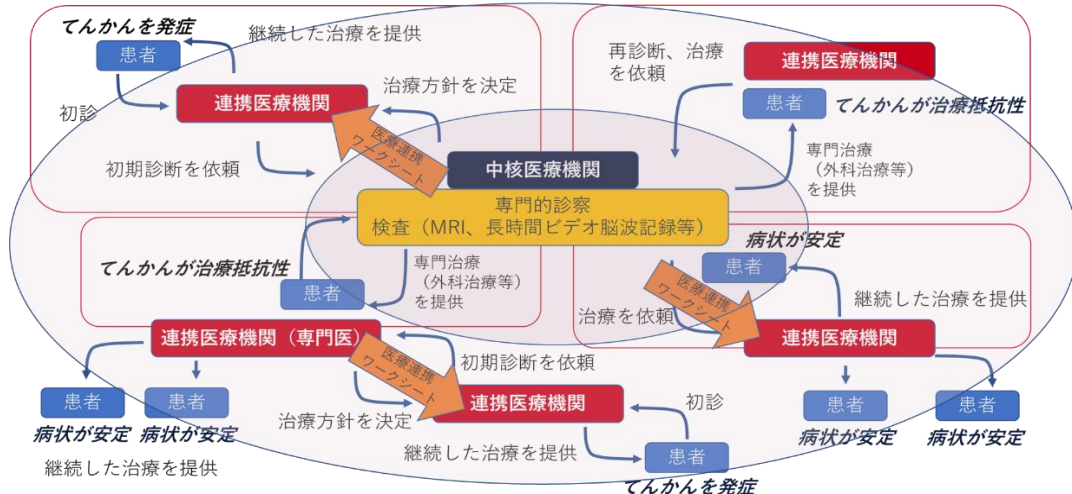 てんかんを発症
患者
継続した治療を提供
初診
連携医療機関
治療方針を決定
医療連携
ワークシート
初期診断を依頼
再診断、治療
を依頼
連携医療機関
患者
てんかんが治療抵抗性
専門治療
（外科治療等）
を提供
中核医療機関
専門的診察
検査（MRI、長時間ビデオ脳波記録等）
てんかんが治療抵抗性
患者
専門治療
（外科治療等）
を提供
病状が安定
患者
治療を依頼
医療連携
ワークシート
継続した治療を提供
連携医療機関
連携医療機関（専門医）
初期診断を依頼
医療連携
ワークシート
治療方針を決定
連携医療機関
初診
継続した治療を提供
患者
てんかんを発症
患者
患者
病状が安定
病状が安定
継続した治療を提供
患者
患者
病状が安定
病状が安定